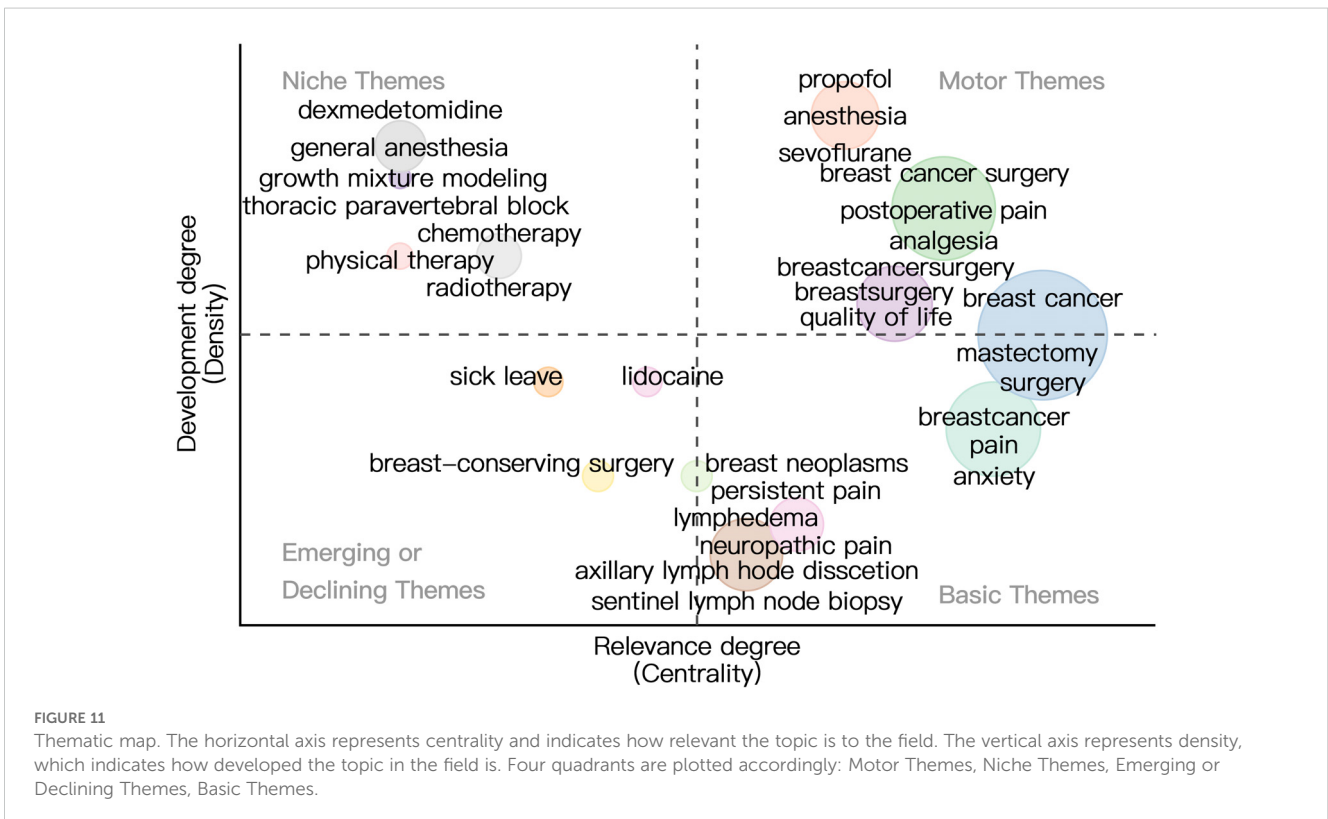 Niche Themes
dexmedetomidine
general anesthesia
growth mixture modeling
thoracic paravertebral block
chemotherapy
physical therapy
radiotherapy
propofol
Motor Themes
anesthesia
sevoflurane
breast cancer surgery
postoperative pain
analgesia
breastcancersurgery
breastsurgery
quality of life
breast cancer
mastectomy
surgery
breastcancer
pain
anxiety
sick leave
lidocaine
breast-conserving surgery
breast neoplasms
persistent pain
lymphedema
neuropathic pain
axillary lymph hode disscetion
sentinel lymph node biopsy
Emerging or
Declining Themes
Basic Themes
Development degree
(Density)
Relevance degree
(Centrality)
FIGURE 11
Thematic map. The horizontal axis represents centrality and indicates how relevant the topic is to the field. The vertical axis represents density,
which indicates how developed the topic in the field is. Four quadrants are plotted accordingly: Motor Themes, Niche Themes, Emerging or
Declining Themes, Basic Themes.